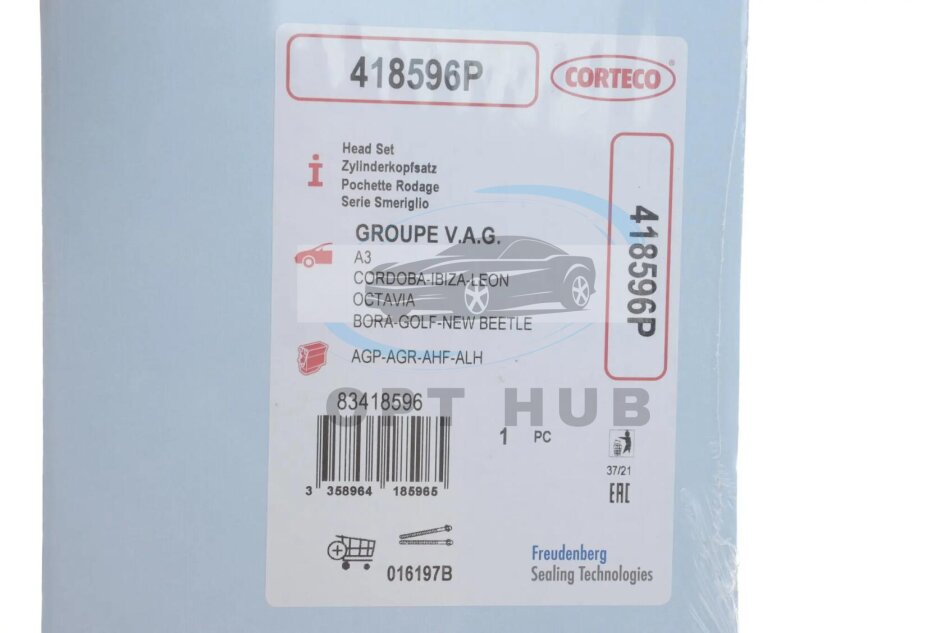 418596P
CORTECO®
Head Set
Zylinderkopfsatz
Pochette Rodage
Serie Smeriglio
418596P
GROUPE V.A.G.
A3
CORDOBA-IBIZA-LEON
OCTAVIA
BORA-GOLF-NEW BEETLE
AGP-AGR-AHF-ALH
OPT HUB
83418596
1 PC
3 358964 185965
37/21
EAC
016197B
Freudenberg
Sealing Technologies